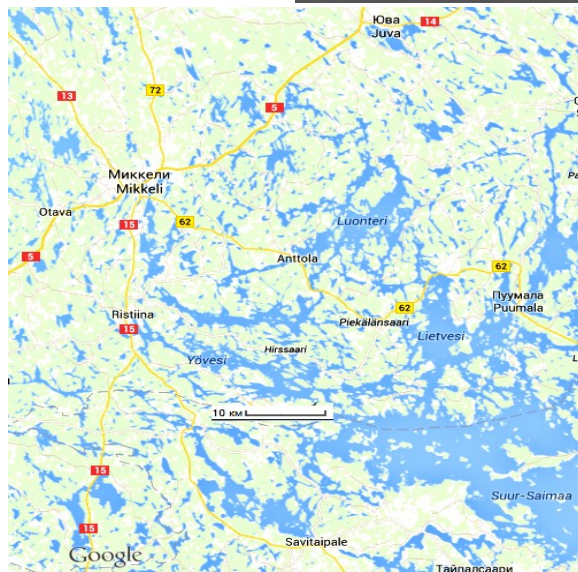 Юва
Juva
14
72
13
5
Миккели
Mikkeli
Otava
15
62
Luonteri
5
Anttola
62
Пуумала
Puumala
Ristiina
15
62
Piekälänsaari
Lietvesi
Hirssaari
Yövesi
10 км
15
Suur-Saimaa
15
Google
Savitaipale
Тайпалсаари